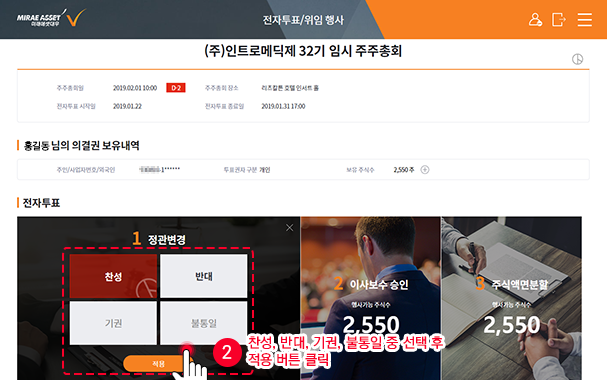 MIRAE ASSET
미래에셋대우
전자투표/위임 행사
(주)인트로메딕제 32기 임시 주주총회
주주총회일 2019.02.01 10:00 D-2 주주총회 장소 리츠칼튼 호텔 인서트 홀
전자투표 시작일 2019.01.22 전자투표 종료일 2019.01.31 17:00
홍길동 님의 의결권 보유내역
주민/사업자번호/외국인 -1****** 투표권자 구분 개인 보유 주식수 2,550 주
전자투표
1 정관변경
찬성 반대
기권 불통일
적용
2 이사보수 승인
행사가능 주식수
2,550
3 주식액면분할
행사가능 주식수
2,550
2 찬성, 반대, 기권, 불통일 중 선택 후
적용 버튼 클릭